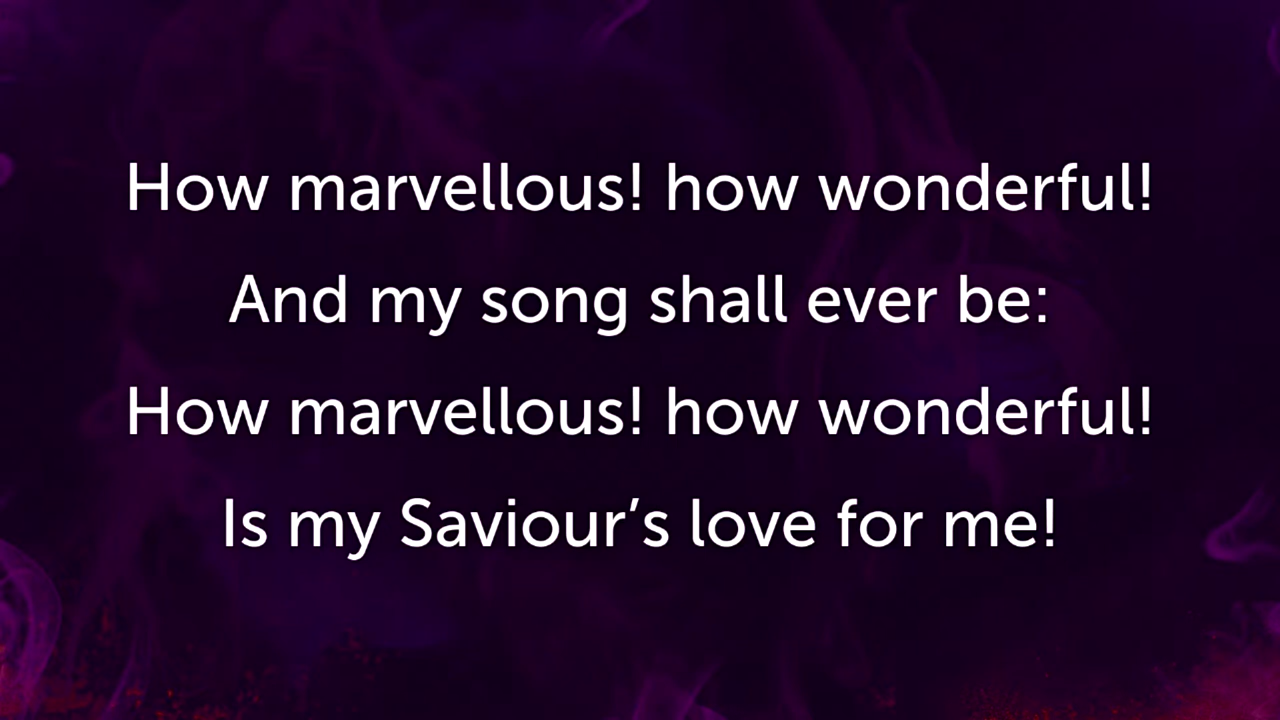 How marvellous! how wonderful!
And my song shall ever be:
How marvellous! how wonderful!
Is my Saviour’s love for me!